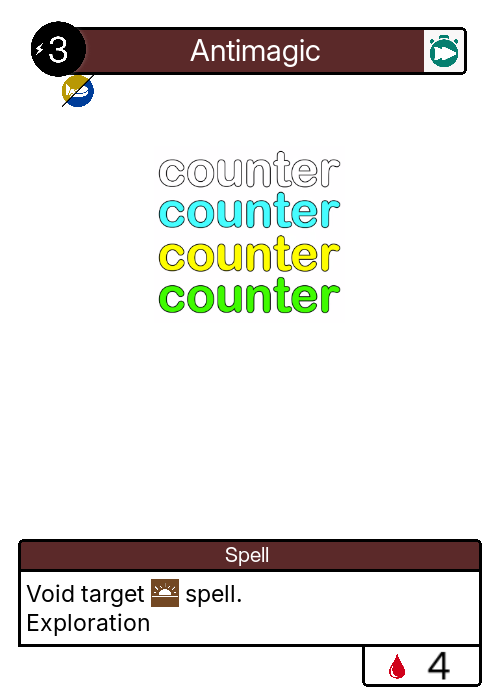 3
Antimagic
counter
counter
counter
counter
Spell
Void target spell.
Exploration
4